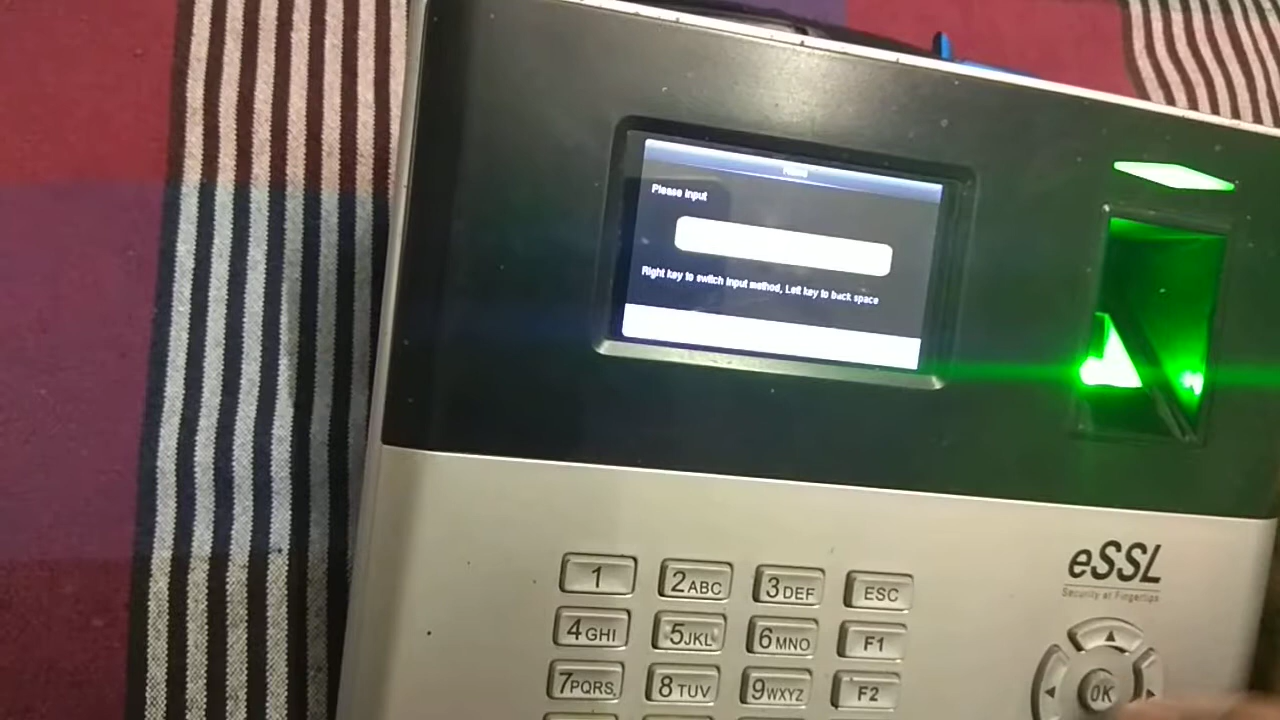 Name
Please Input
Right key to switch input method, Left key to back space
eSSL
Security at Fingertips
1
2ABC
3DEF
ESC
4GHI
5JKL
6MNO
F1
7PQRS
8TUV
9WXYZ
F2
OK